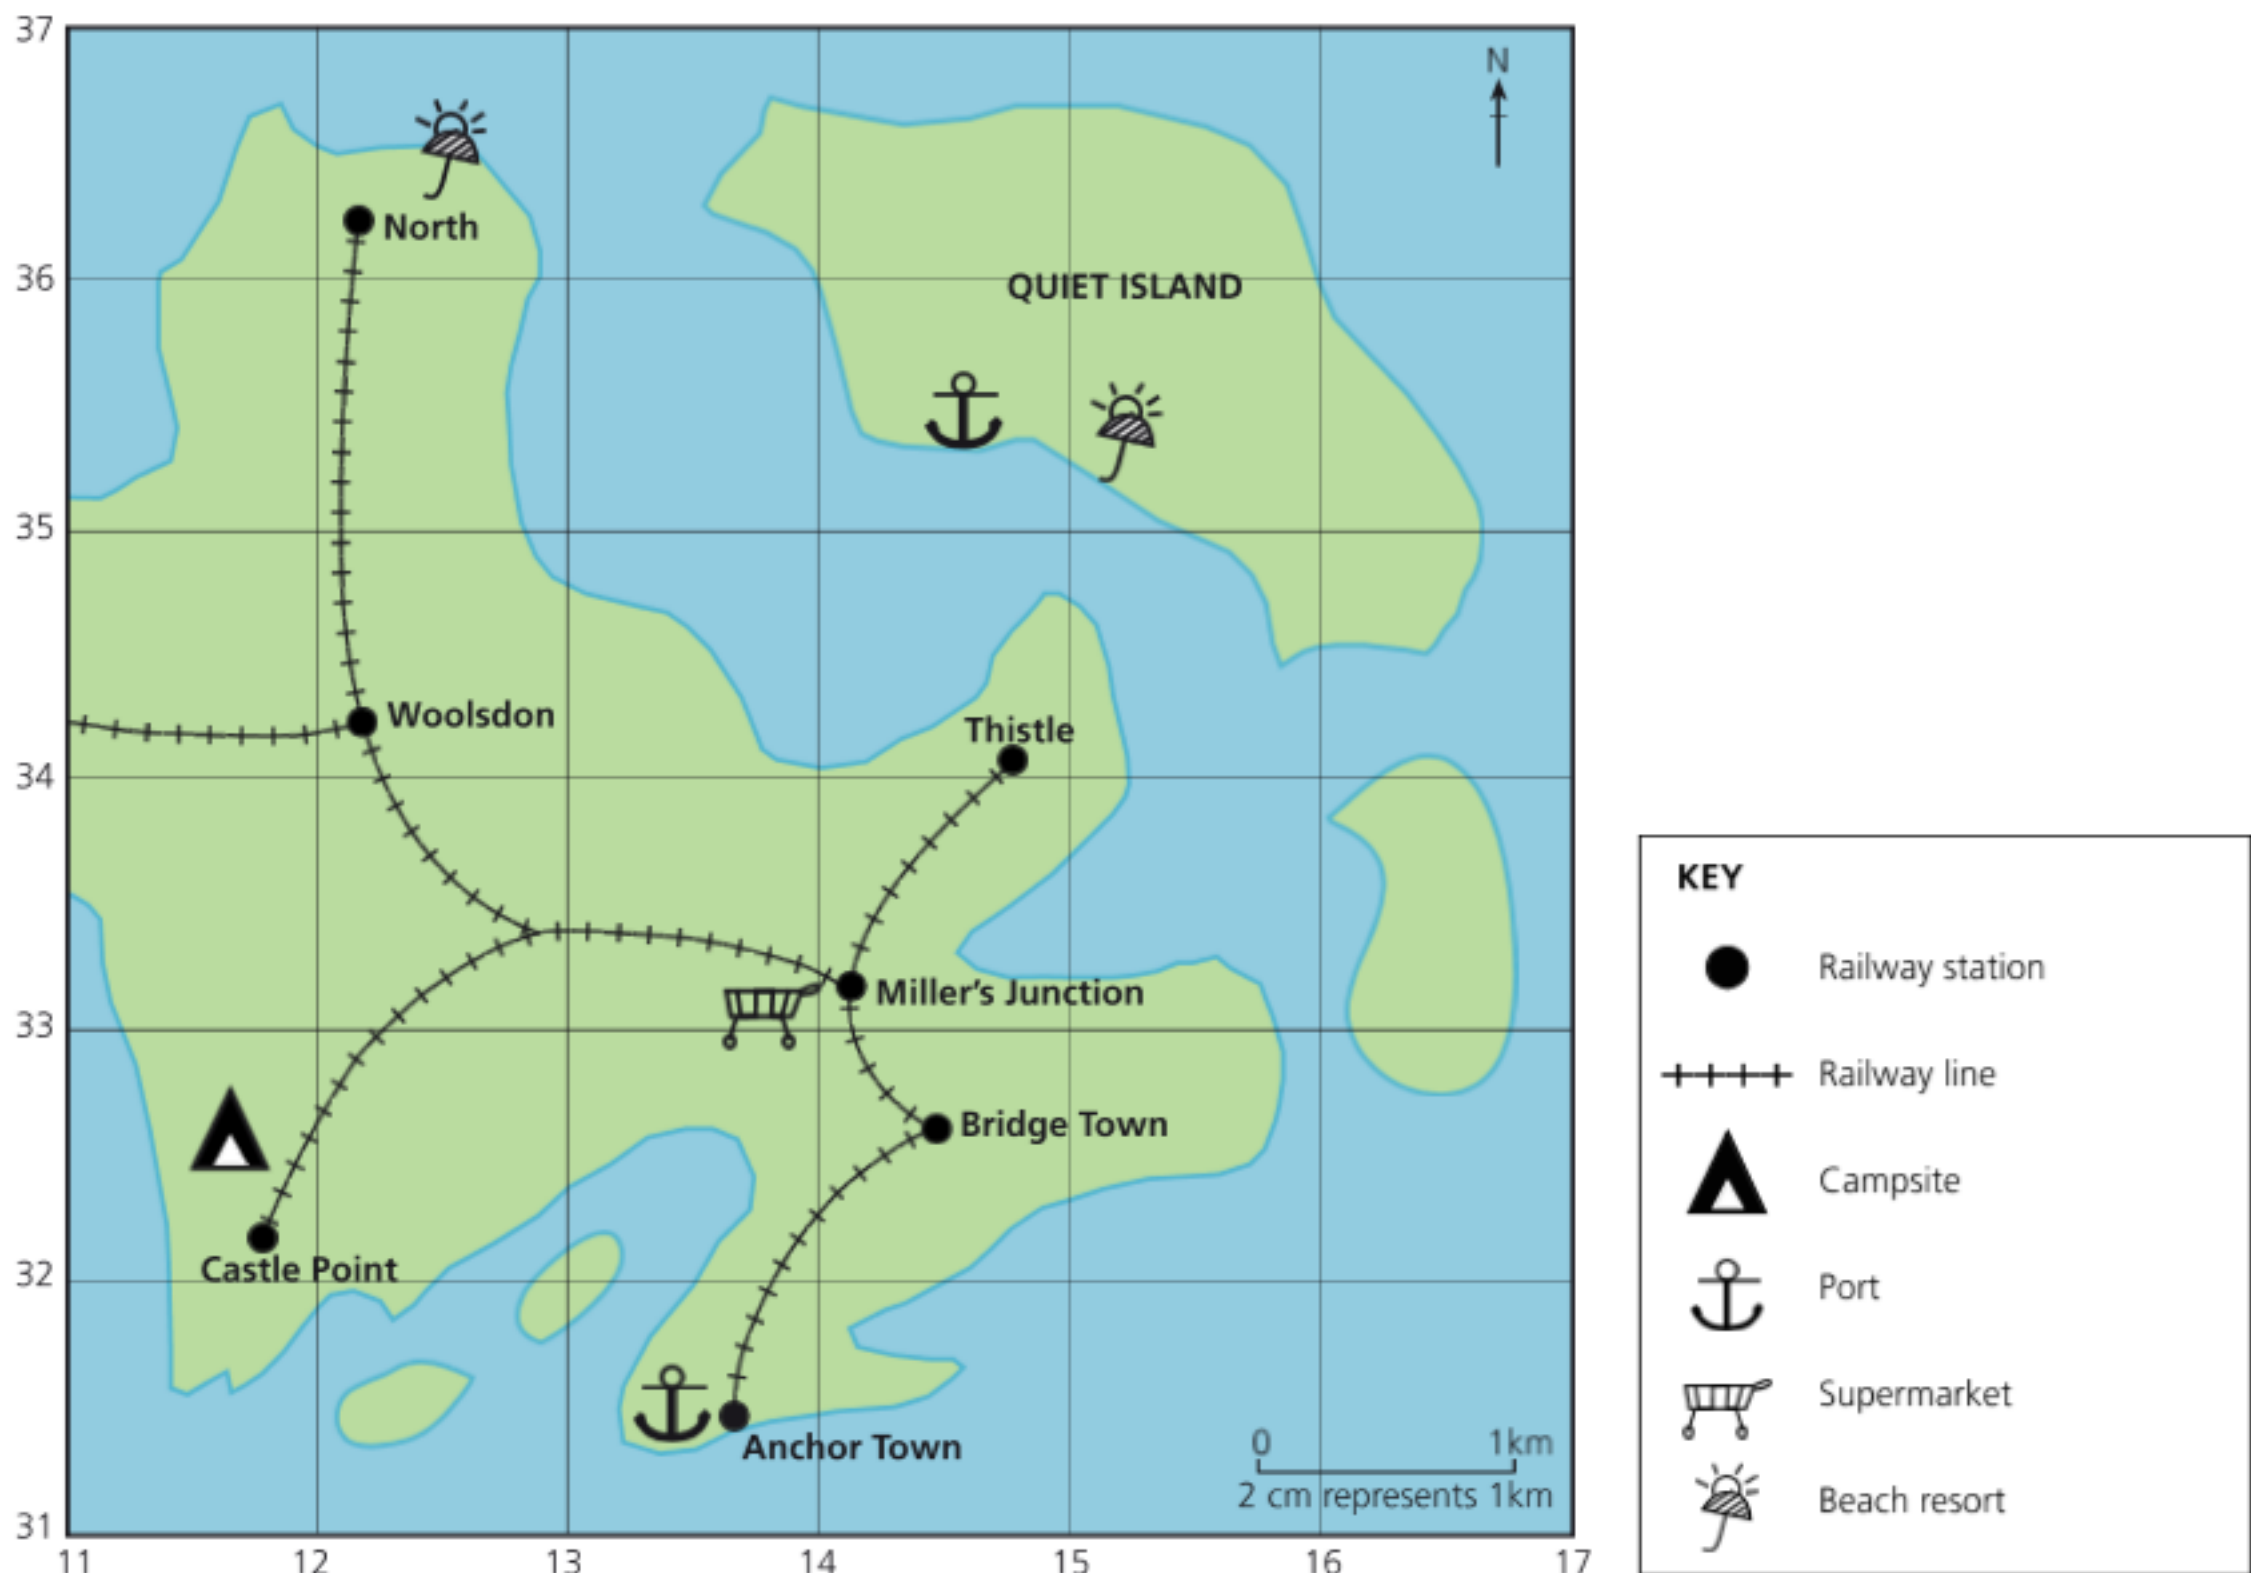 37
N
North
36
QUIET ISLAND
35
Woolsdon
Thistle
34
Miller's Junction
33
Bridge Town
Castle Point
32
Anchor Town
0 1km
2 cm represents 1km
31
11 12 13 14 15 16 17
KEY
Railway station
Railway line
Campsite
Port
Supermarket
Beach resort